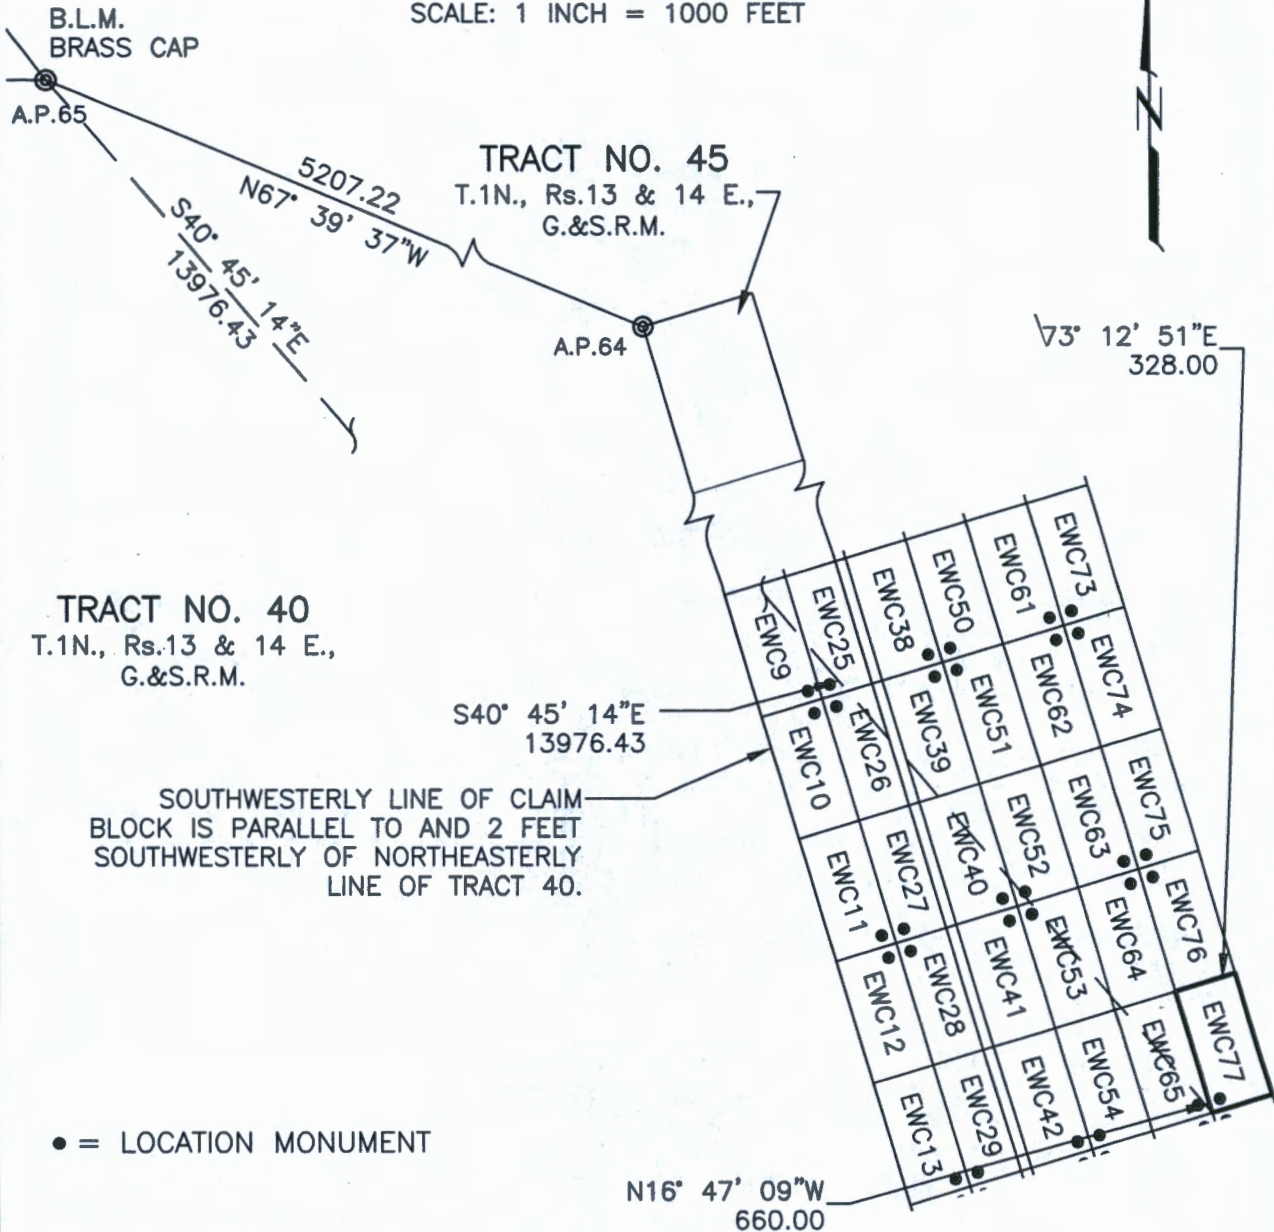 SCALE: 1 INCH = 1000 FEET
B.L.M.
BRASS CAP
A.P.65
N
TRACT NO. 45
T.1N., Rs.13 & 14 E.,
G.&S.R.M.
5207.22
N67° 39' 37"W
S40° 45' 14"E
13976.43
A.P.64
73° 12' 51"E
328.00
TRACT NO. 40
T.1N., Rs.13 & 14 E.,
G.&S.R.M.
S40° 45' 14"E
13976.43
SOUTHWESTERLY LINE OF CLAIM
BLOCK IS PARALLEL TO AND 2 FEET
SOUTHWESTERLY OF NORTHEASTERLY
LINE OF TRACT 40.
EWC9
EWC25
EWC38
EWC50
EWC61
EWC73
EWC10
EWC26
EWC39
EWC51
EWC62
EWC74
EWC11
EWC27
EWC40
EWC52
EWC63
EWC75
EWC12
EWC28
EWC41
EWC53
EWC64
EWC76
EWC13
EWC29
EWC42
EWC54
EWC65
EWC77
● = LOCATION MONUMENT
N16° 47' 09"W
660.00